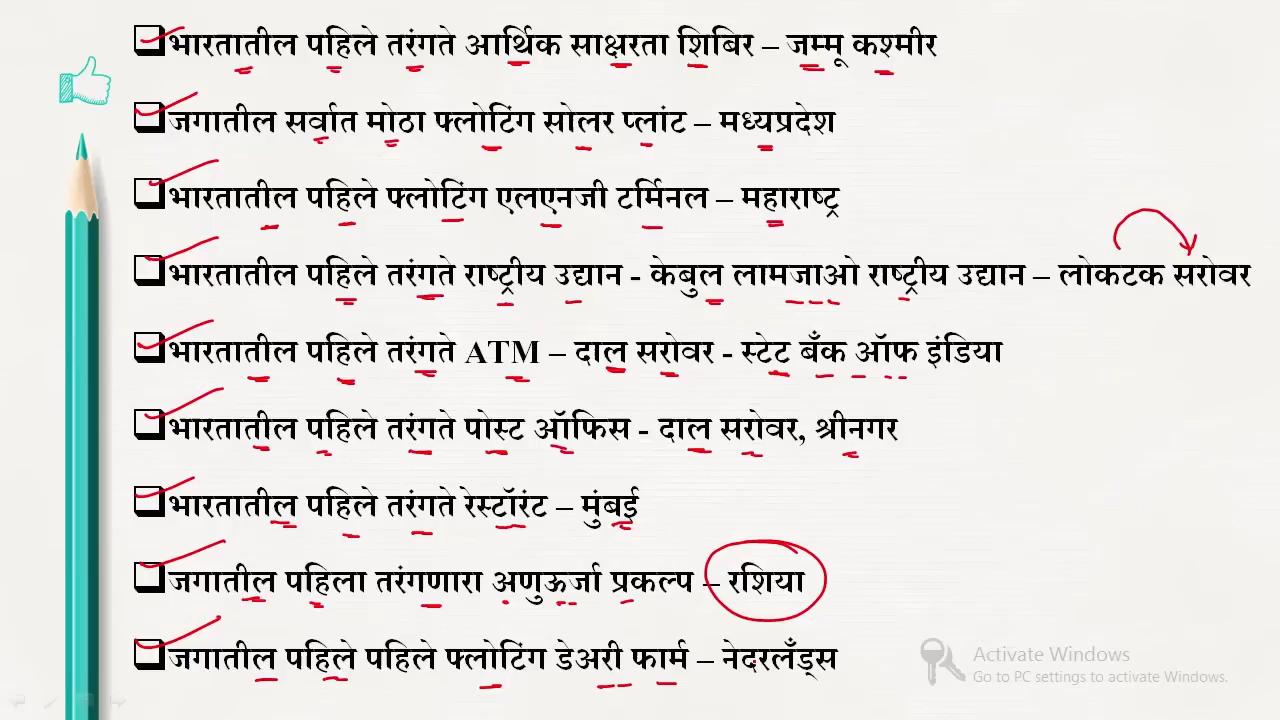 भारतातील पहिले तरंगते आर्थिक साक्षरता शिबिर – जम्मू कश्मीर
जगातील सर्वात मोठा फ्लोटिंग सोलर प्लांट – मध्यप्रदेश
भारतातील पहिले फ्लोटिंग एलएनजी टर्मिनल – महाराष्ट्र
भारतातील पहिले तरंगते राष्ट्रीय उद्यान - केबुल लामजाओ राष्ट्रीय उद्यान – लोकटक सरोवर
भारतातील पहिले तरंगते ATM – दाल सरोवर - स्टेट बँक ऑफ इंडिया
भारतातील पहिले तरंगते पोस्ट ऑफिस - दाल सरोवर, श्रीनगर
भारतातील पहिले तरंगते रेस्टॉरंट – मुंबई
जगातील पहिला तरंगणारा अणुऊर्जा प्रकल्प – रशिया
जगातील पहिले पहिले फ्लोटिंग डेअरी फार्म – नेदरलँड्स
Activate Windows
Go to PC settings to activate Windows.